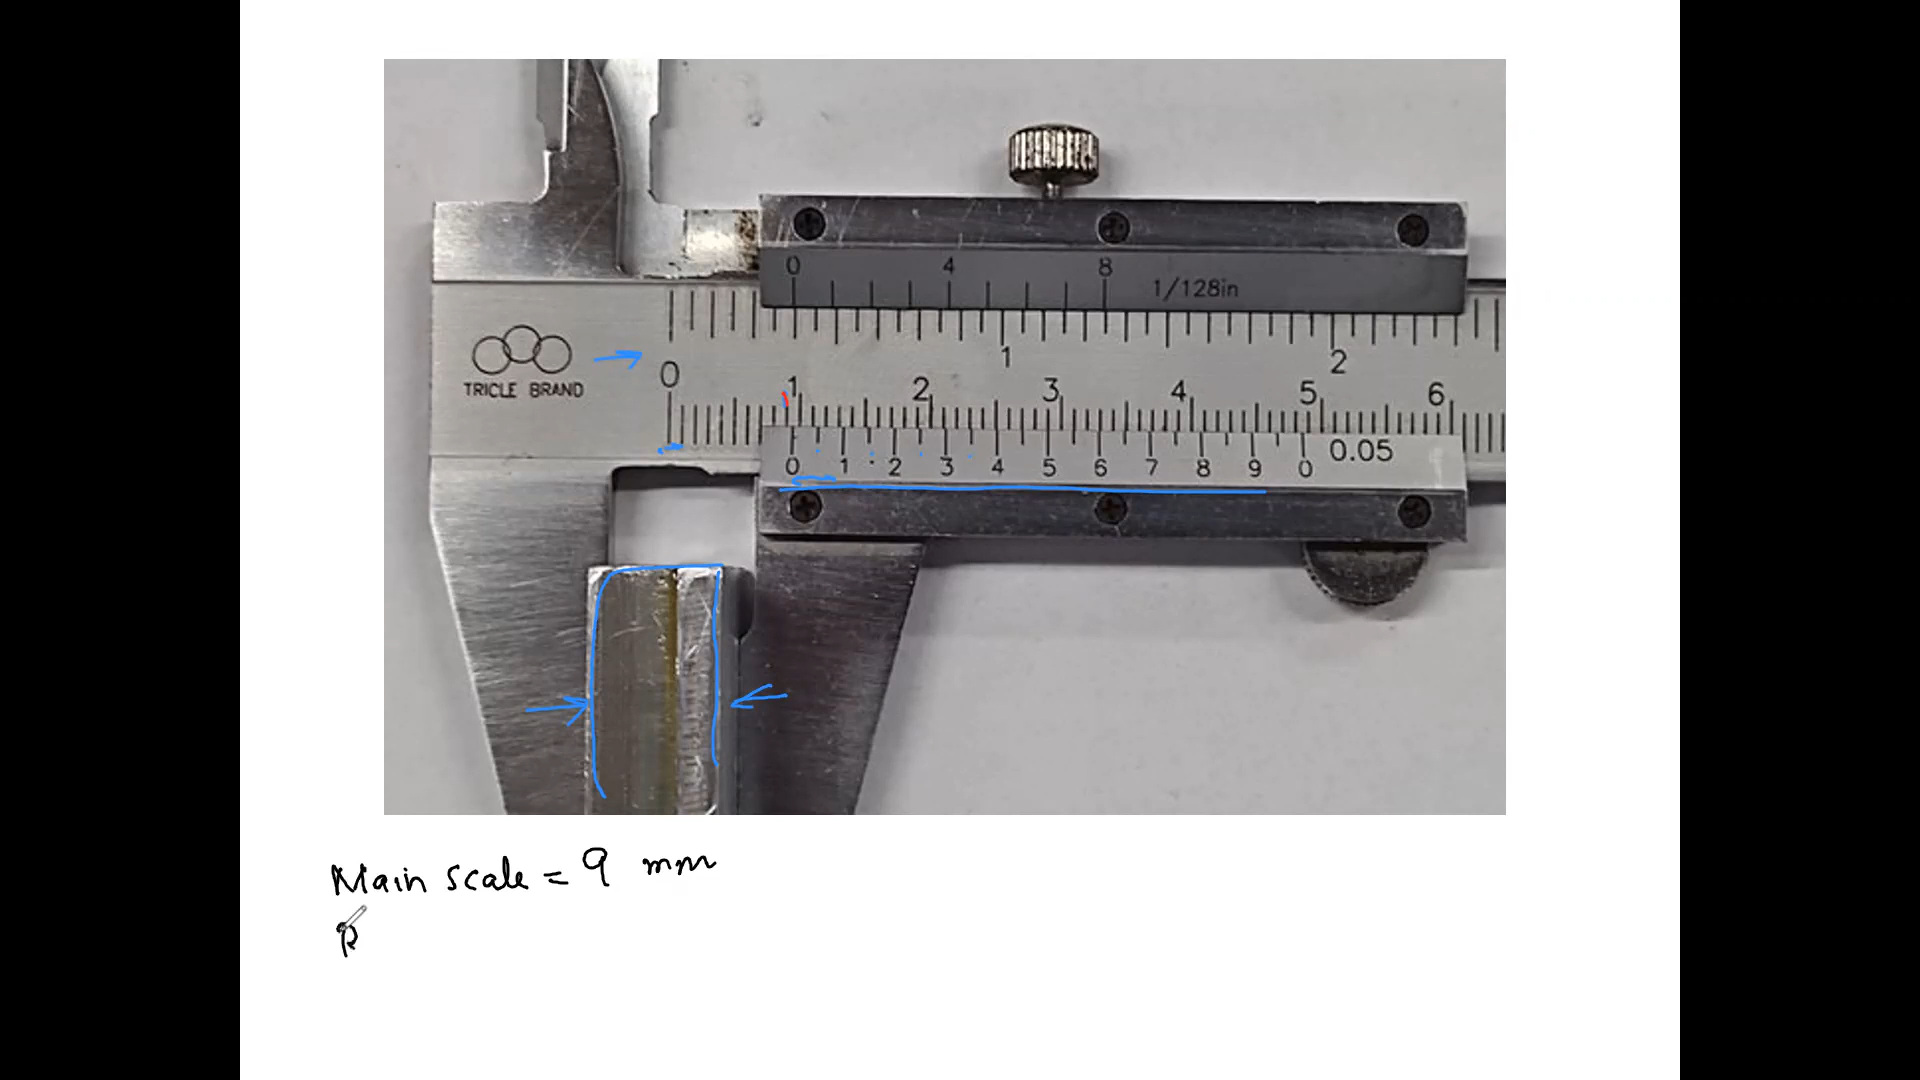 0 4 8
1/128in
1 2
0
TRICLE BRAND
1 2 3 4 5 6
0 1 2 3 4 5 6 7 8 9 0 0.05
Main scale = 9 mm
R